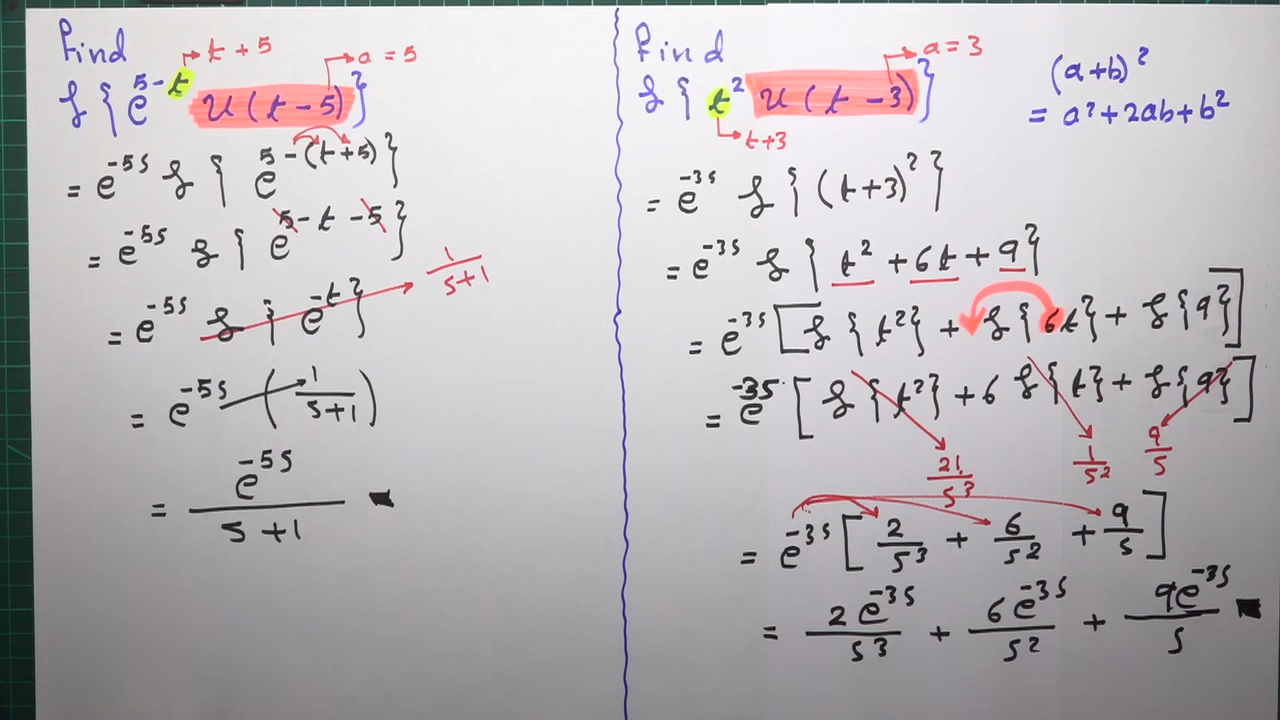 Find
t + 5
a = 5
ℒ { e^{5-t} u(t-5) }
= e^{-5s} ℒ { e^{5-(t+5)} }
= e^{-5s} ℒ { e^{5-t-5} }
= e^{-5s} ℒ { e^{-t} }
1/(s+1)
= e^{-5s} ( 1/(s+1) )
= e^{-5s}/(s+1)
Find
a = 3
ℒ { t² u(t-3) }
t+3
(a+b)²
= a² + 2ab + b²
= e^{-3s} ℒ { (t+3)² }
= e^{-3s} ℒ { t² + 6t + 9 }
= e^{-3s} [ ℒ { t² } + ℒ { 6t } + ℒ { 9 } ]
= e^{-3s} [ ℒ { t² } + 6 ℒ { t } + ℒ { 9 } ]
2!/s³ 1/s² 9/s
= e^{-3s} [ 2/s³ + 6/s² + 9/s ]
= 2e^{-3s}/s³ + 6e^{-3s}/s² + 9e^{-3s}/s